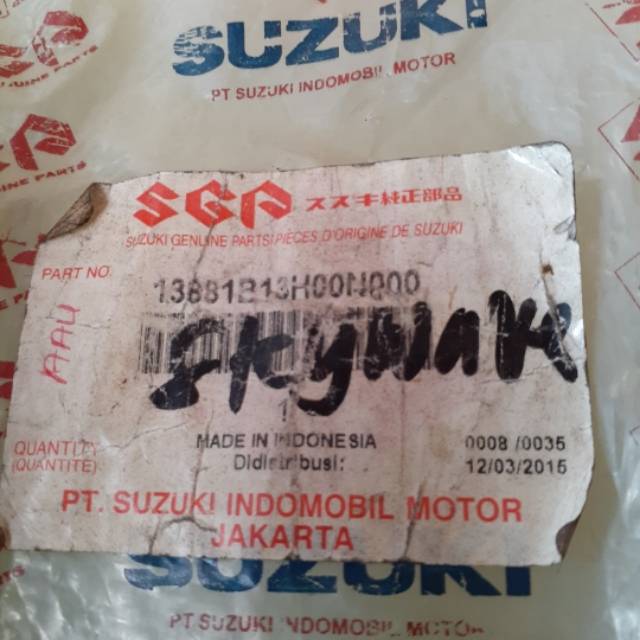 SUZUKI
PT SUZUKI INDOMOBIL MOTOR
SGP スズキ純正部品
SUZUKI GENUINE PARTS/PIECES D'ORIGINE DE SUZUKI
PART NO.
13881B13H00N000
AAU
1
MADE IN INDONESIA
0008 /0035
QUANTITY
(QUANTITE)
Didistribusi:
12/03/2015
PT. SUZUKI INDOMOBIL MOTOR
JAKARTA
SUZUKI
PT SUZUKI INDOMOBIL MOTOR